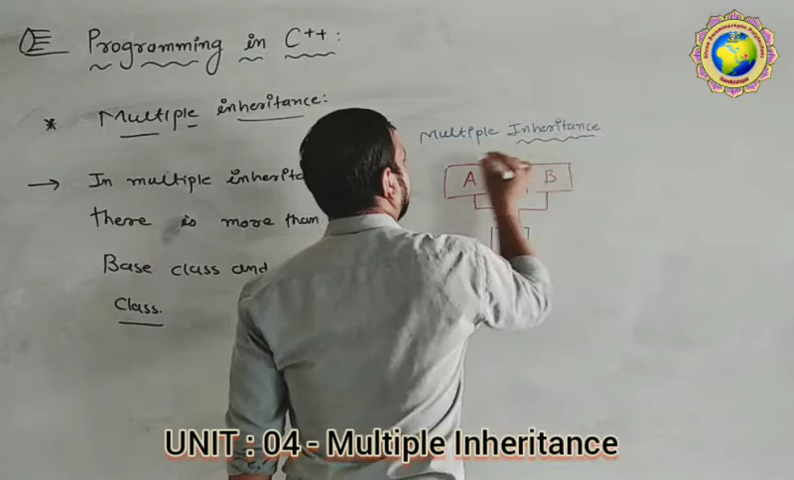 Programming in C++:
* Multiple inheritance:
→ In multiple
there is more than
Base class and
Class.
Multiple Inheritance
A B
UNIT : 04 - Multiple Inheritance